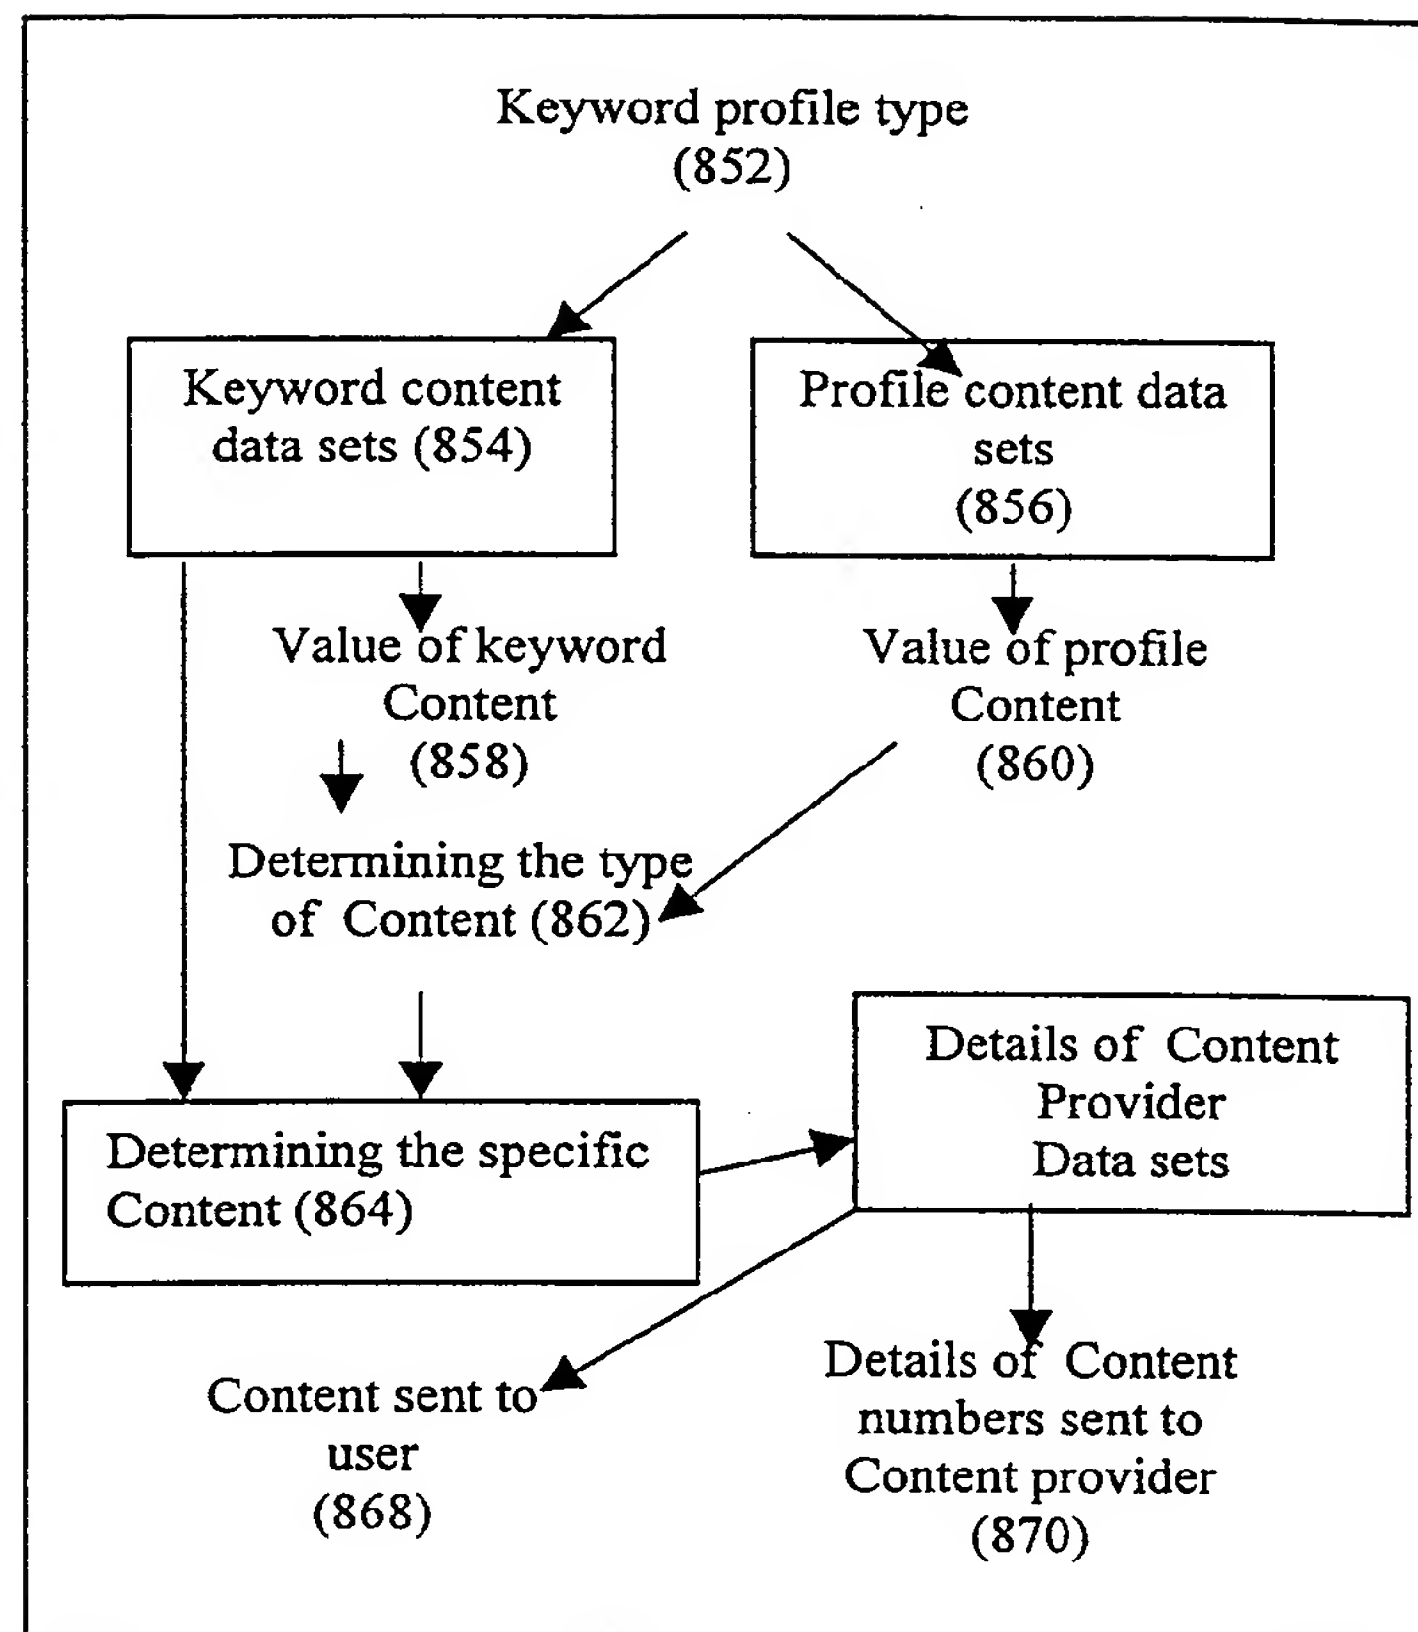 Keyword profile type
(852)
Keyword content
data sets (854)
Profile content data
sets
(856)
Value of keyword
Content
(858)
Value of profile
Content
(860)
Determining the type
of Content (862)
Details of Content
Provider
Data sets
Determining the specific
Content (864)
Details of Content
numbers sent to
Content provider
(870)
Content sent to
user
(868)